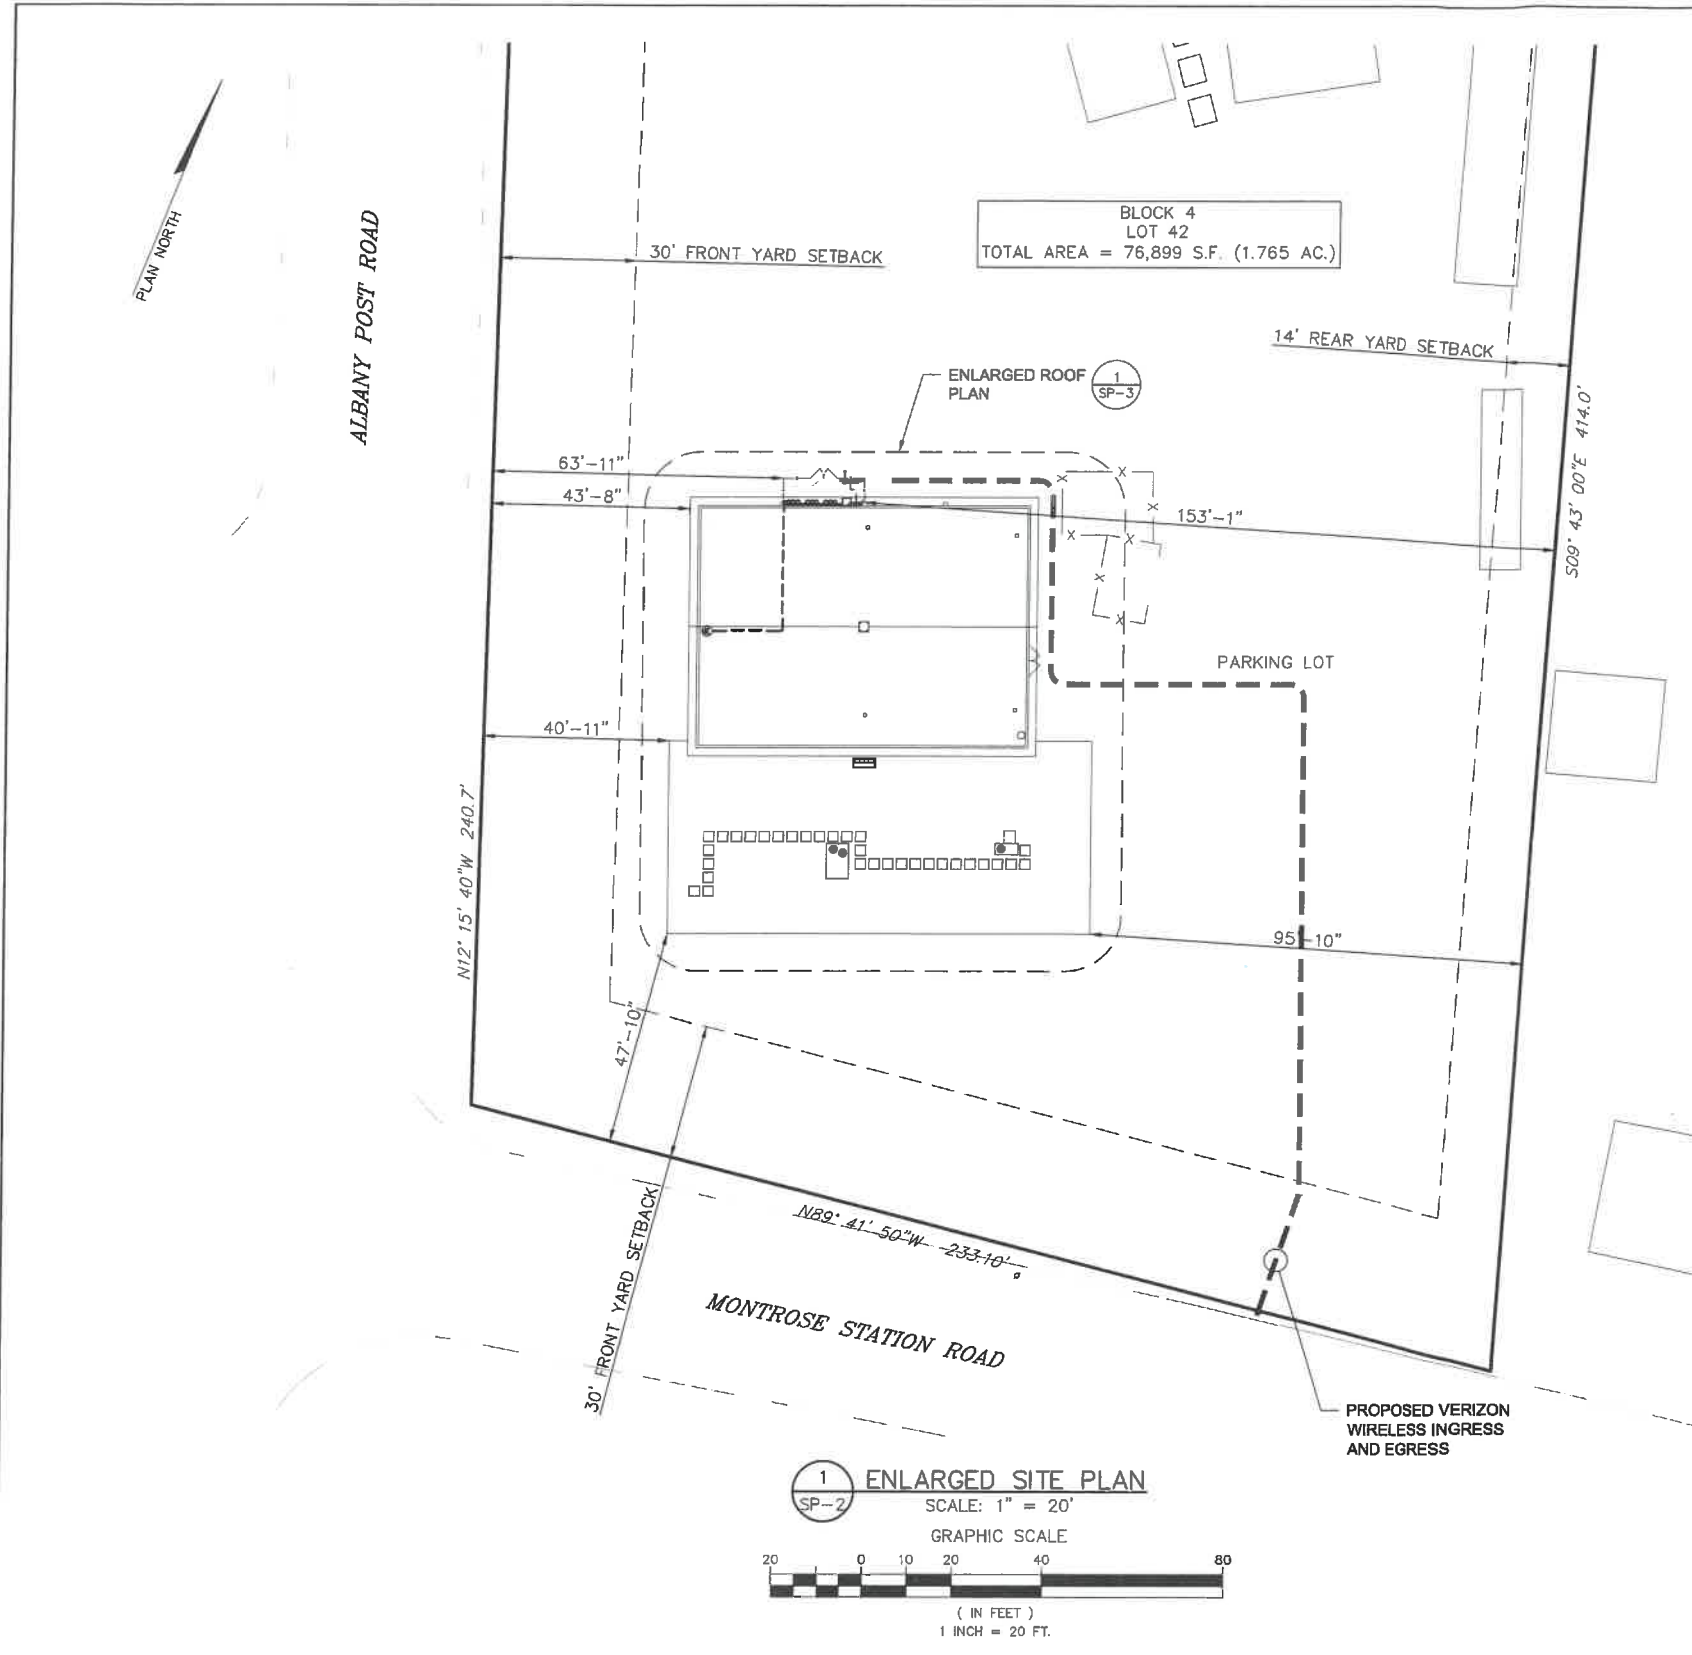 PLAN NORTH
ALBANY POST ROAD
30' FRONT YARD SETBACK
BLOCK 4
LOT 42
TOTAL AREA = 76,899 S.F. (1.765 AC.)
14' REAR YARD SETBACK
ENLARGED ROOF
PLAN
1
SP-3
S09° 43' 00"E 414.0'
63'-11"
43'-8"
153'-1"
X
X
X
X
X
X
X
PARKING LOT
40'-11"
N12° 15' 40"W 240.7'
95'-10"
47'-10"
30' FRONT YARD SETBACK
N89° 41' 50"W 233.10'
MONTROSE STATION ROAD
PROPOSED VERIZON
WIRELESS INGRESS
AND EGRESS
1
SP-2
ENLARGED SITE PLAN
SCALE: 1" = 20'
GRAPHIC SCALE
20 0 10 20 40 80
( IN FEET )
1 INCH = 20 FT.